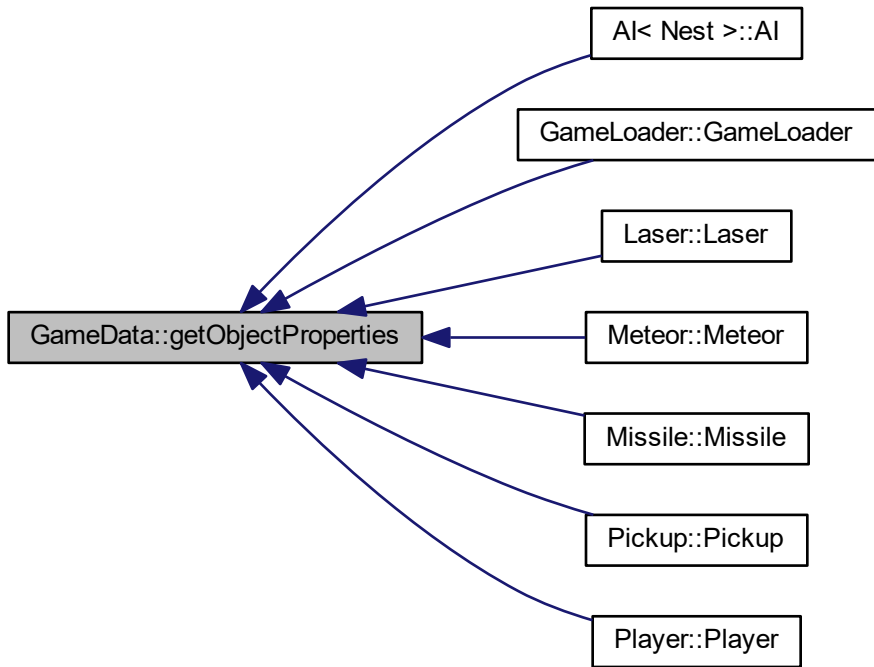 AI< Nest >::AI
GameLoader::GameLoader
Laser::Laser
GameData::getObjectProperties
Meteor::Meteor
Missile::Missile
Pickup::Pickup
Player::Player